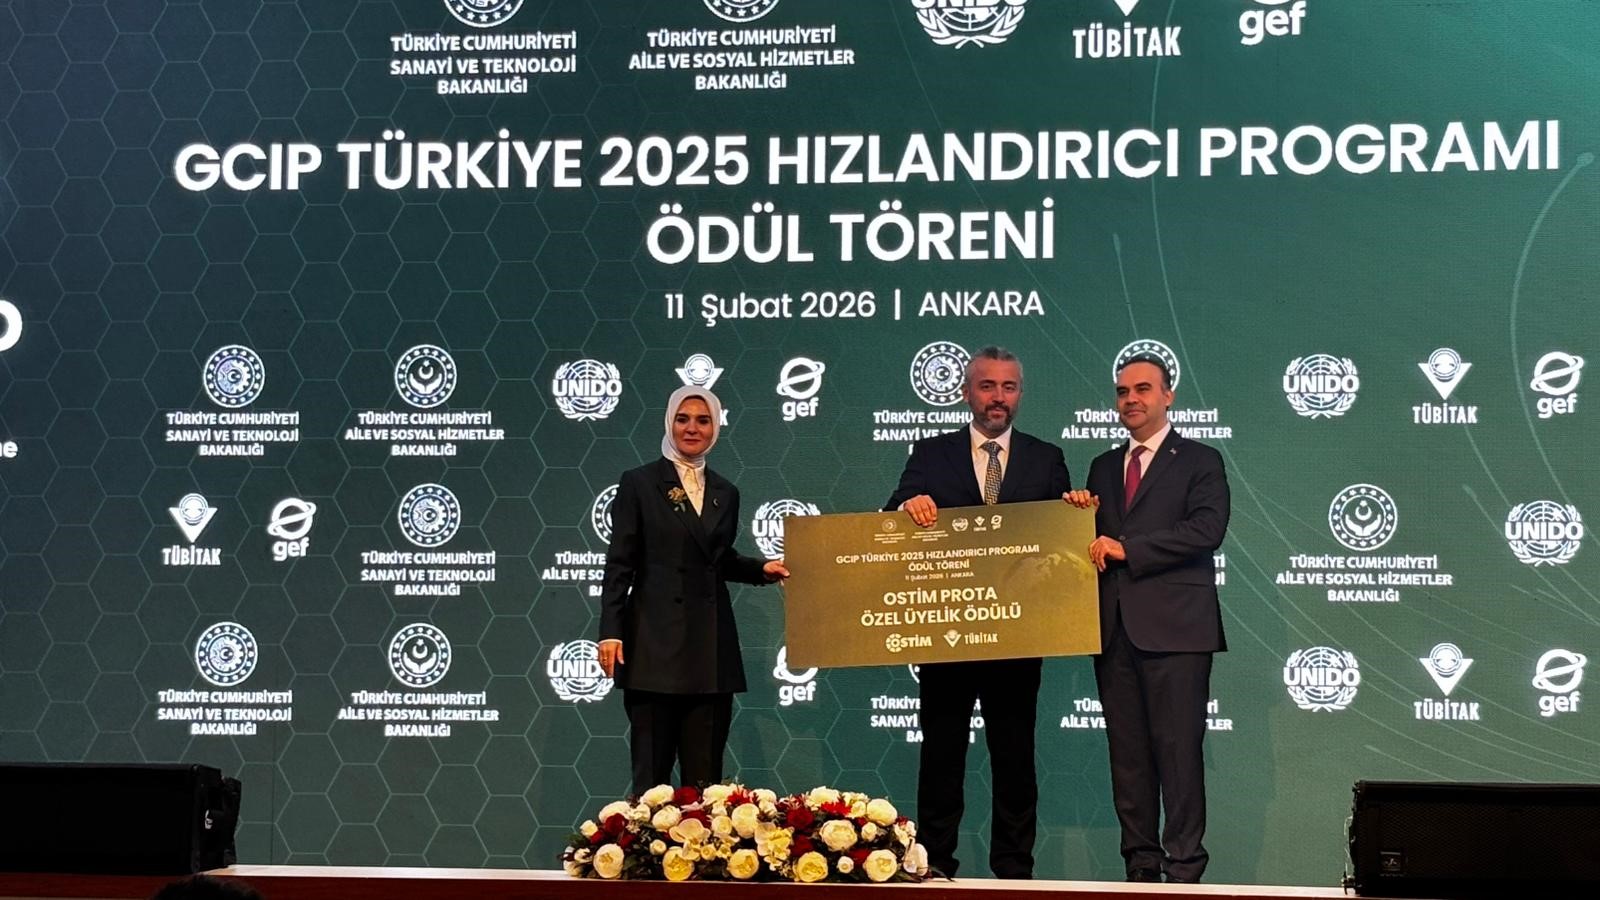 TÜRKİYE CUMHURİYETİ
SANAYİ VE TEKNOLOJİ
BAKANLIĞI
TÜRKİYE CUMHURİYETİ
AİLE VE SOSYAL HİZMETLER
BAKANLIĞI
UNIDO
TÜBİTAK
gef
GCIP TÜRKİYE 2025 HIZLANDIRICI PROGRAMI
ÖDÜL TÖRENİ
11 Şubat 2026 | ANKARA
TÜRKİYE CUMHURİYETİ
SANAYİ VE TEKNOLOJİ
BAKANLIĞI
TÜRKİYE CUMHURİYETİ
AİLE VE SOSYAL HİZMETLER
BAKANLIĞI
UNIDO
gef
UNIDO
TÜBİTAK
gef
TÜBİTAK
gef
TÜRKİYE CUMHURİYETİ
SANAYİ VE TEKNOLOJİ
BAKANLIĞI
UNIDO
GCIP TÜRKİYE 2025 HIZLANDIRICI PROGRAMI
ÖDÜL TÖRENİ
11 Şubat 2026 | ANKARA
OSTİM PROTA
ÖZEL ÜYELİK ÖDÜLÜ
OSTİM
TÜBİTAK
TÜRKİYE CUMHURİYETİ
AİLE VE SOSYAL HİZMETLER
BAKANLIĞI
UNIDO
TÜRKİYE CUMHURİYETİ
SANAYİ VE TEKNOLOJİ
BAKANLIĞI
TÜRKİYE CUMHURİYETİ
AİLE VE SOSYAL HİZMETLER
BAKANLIĞI
UNIDO
gef
UNIDO
TÜBİTAK
gef